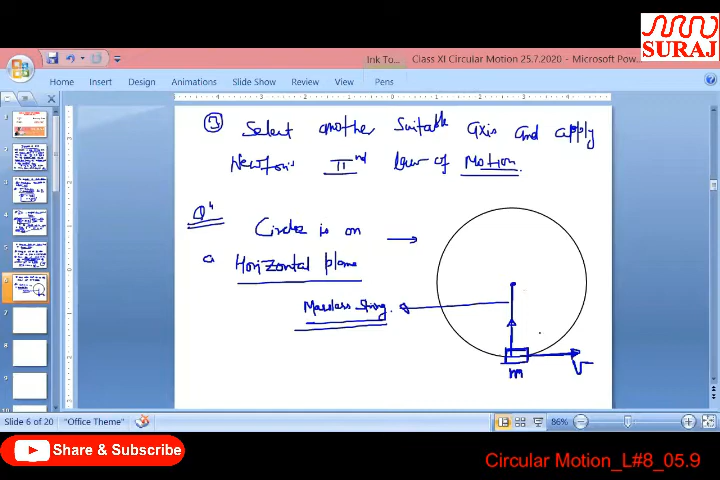 SURAJ
Ink To...
Class XI Circular Motion 25.7.2020 - Microsoft Pow...
Home Insert Design Animations Slide Show Review View Pens
③ Select another suitable axis and apply
Newton's IInd law of Motion.
Qn Circle is on
a Horizontal plane
Massless string.
m
V
Slide 6 of 20 "Office Theme" 86%
Share & Subscribe
Circular Motion_L#8_05.9